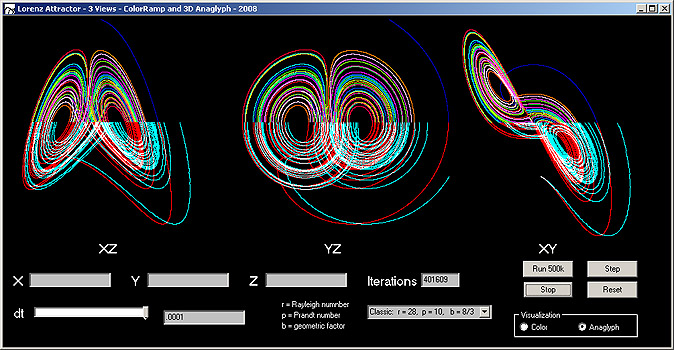 Lorenz Attractor - 3 Views - ColorRamp and 3D Anaglyph - 2008
XZ YZ XY
X Y Z Iterations 401609
Run 500k Step
Stop Reset
dt .0001
r = Rayleigh numnber
p = Prandt number
b = geometric factor
Classic: r = 28, p = 10, b = 8/3
Visualization
Color Anaglyph